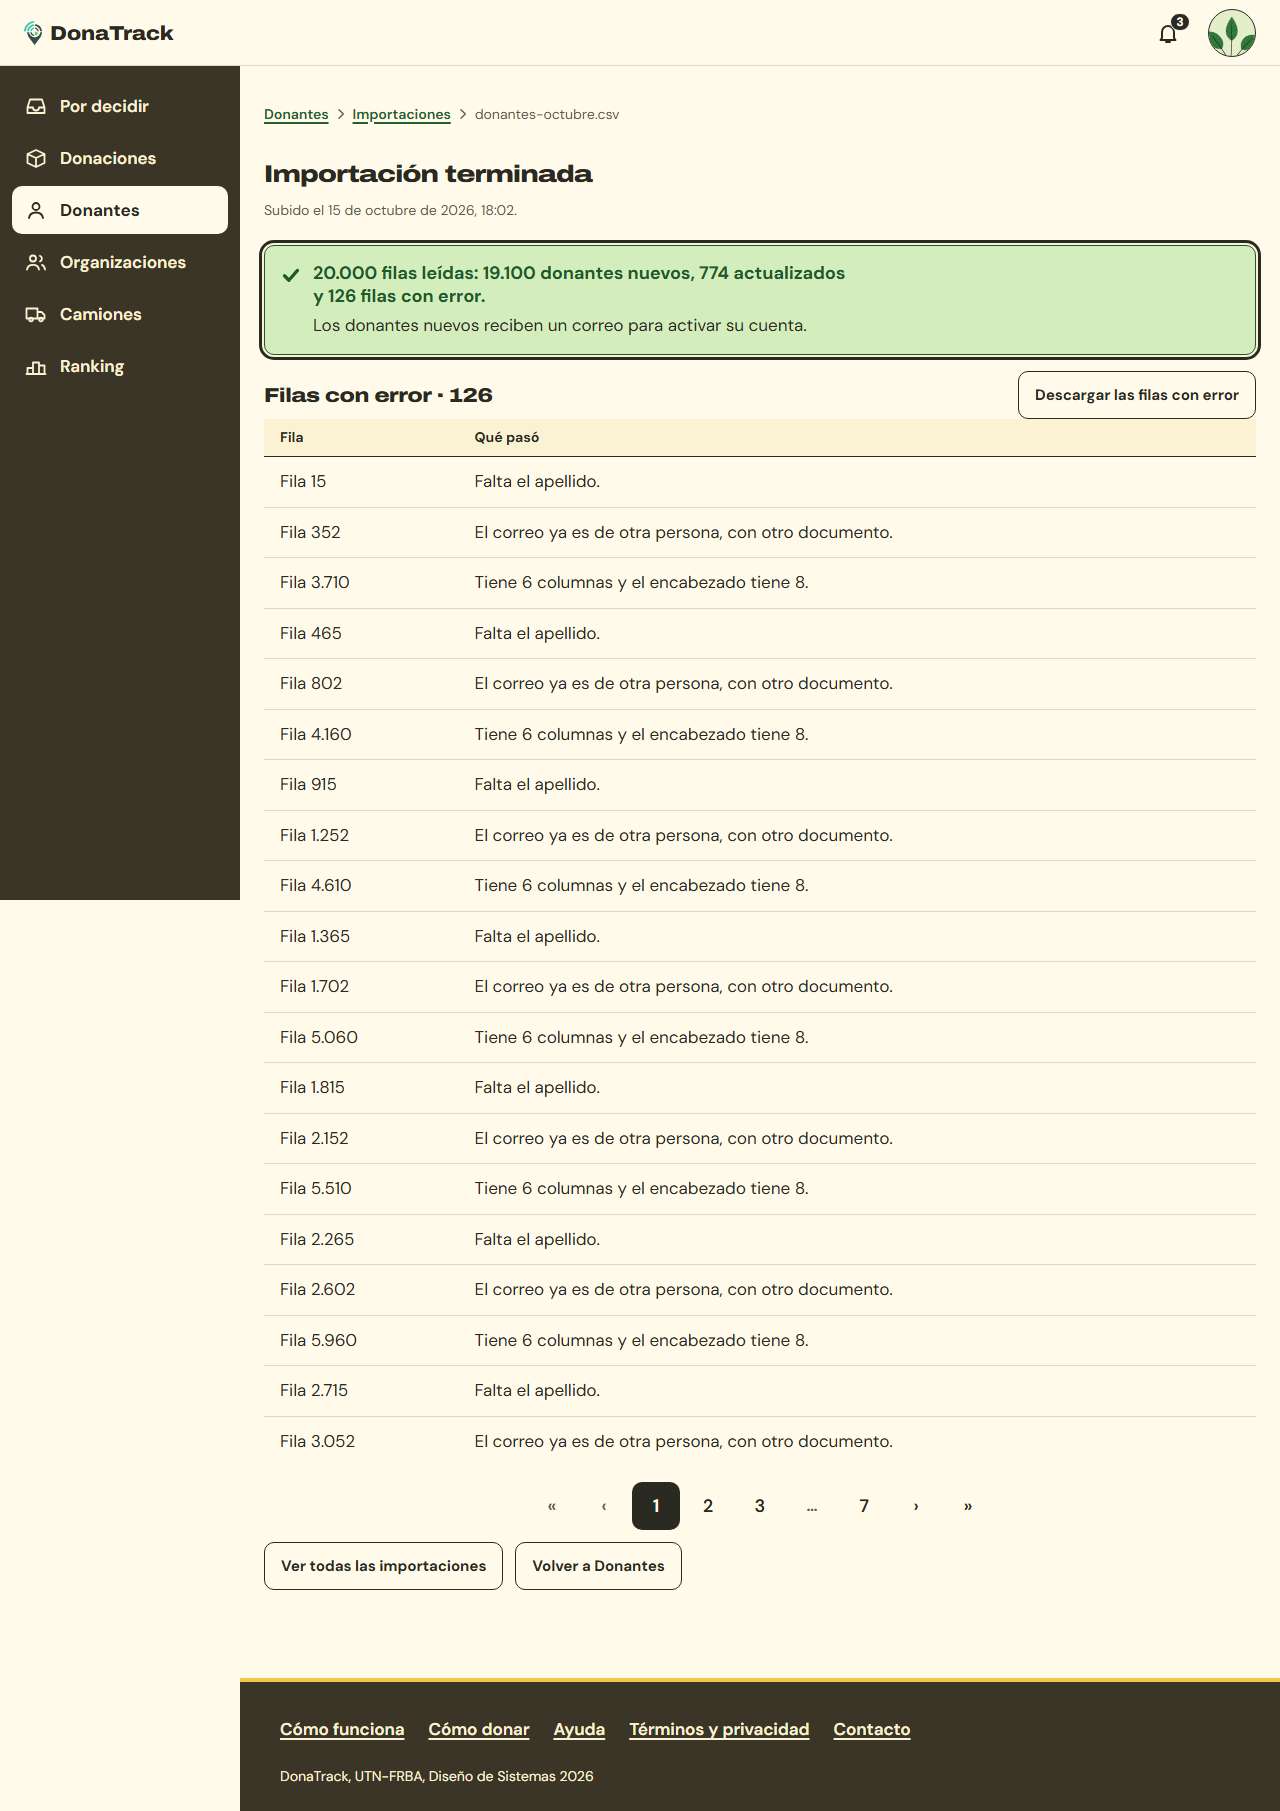 DonaTrack
3
Por decidir
Donaciones
Donantes
Organizaciones
Camiones
Ranking
Donantes > Importaciones > donantes-octubre.csv
Importación terminada
Subido el 15 de octubre de 2026, 18:02.
20.000 filas leídas: 19.100 donantes nuevos, 774 actualizados
y 126 filas con error.
Los donantes nuevos reciben un correo para activar su cuenta.
Filas con error · 126
Descargar las filas con error
Fila Qué pasó
Fila 15 Falta el apellido.
Fila 352 El correo ya es de otra persona, con otro documento.
Fila 3.710 Tiene 6 columnas y el encabezado tiene 8.
Fila 465 Falta el apellido.
Fila 802 El correo ya es de otra persona, con otro documento.
Fila 4.160 Tiene 6 columnas y el encabezado tiene 8.
Fila 915 Falta el apellido.
Fila 1.252 El correo ya es de otra persona, con otro documento.
Fila 4.610 Tiene 6 columnas y el encabezado tiene 8.
Fila 1.365 Falta el apellido.
Fila 1.702 El correo ya es de otra persona, con otro documento.
Fila 5.060 Tiene 6 columnas y el encabezado tiene 8.
Fila 1.815 Falta el apellido.
Fila 2.152 El correo ya es de otra persona, con otro documento.
Fila 5.510 Tiene 6 columnas y el encabezado tiene 8.
Fila 2.265 Falta el apellido.
Fila 2.602 El correo ya es de otra persona, con otro documento.
Fila 5.960 Tiene 6 columnas y el encabezado tiene 8.
Fila 2.715 Falta el apellido.
Fila 3.052 El correo ya es de otra persona, con otro documento.
« ‹ 1 2 3 … 7 › »
Ver todas las importaciones Volver a Donantes
Cómo funciona Cómo donar Ayuda Términos y privacidad Contacto
DonaTrack, UTN-FRBA, Diseño de Sistemas 2026